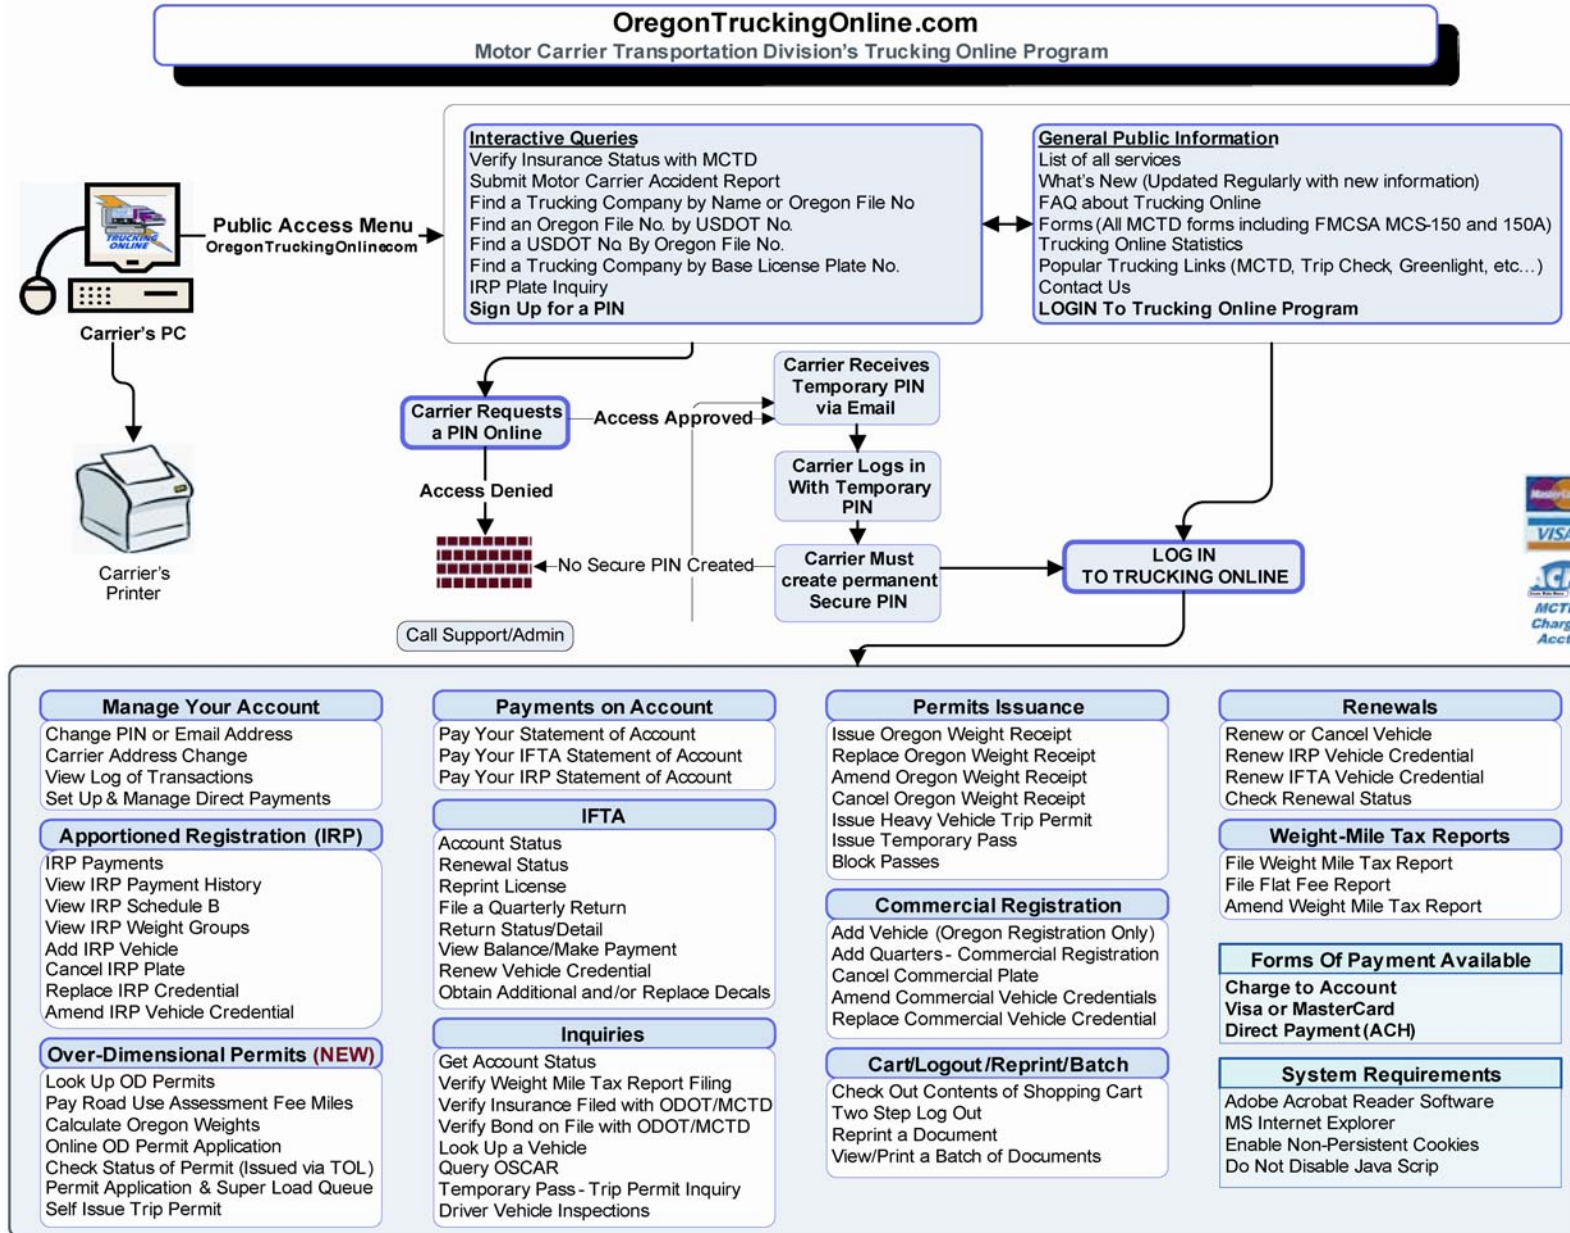 OregonTruckingOnline.com
Motor Carrier Transportation Division's Trucking Online Program
TRUCKING
ONLINE
Carrier's PC
Public Access Menu
OregonTruckingOnline.com
Carrier's
Printer
Interactive Queries
Verify Insurance Status with MCTD
Submit Motor Carrier Accident Report
Find a Trucking Company by Name or Oregon File No
Find an Oregon File No. by USDOT No.
Find a USDOT No. By Oregon File No.
Find a Trucking Company by Base License Plate No.
IRP Plate Inquiry
Sign Up for a PIN
General Public Information
List of all services
What's New (Updated Regularly with new information)
FAQ about Trucking Online
Forms (All MCTD forms including FMCSA MCS-150 and 150A)
Trucking Online Statistics
Popular Trucking Links (MCTD, Trip Check, Greenlight, etc...)
Contact Us
LOGIN To Trucking Online Program
Carrier Requests
a PIN Online
Access Approved
Carrier Receives
Temporary PIN
via Email
Access Denied
Carrier Logs in
With Temporary
PIN
No Secure PIN Created
Carrier Must
create permanent
Secure PIN
LOG IN
TO TRUCKING ONLINE
Call Support/Admin
MasterCa
VISA
ACH
MCT
Charg
Acct
Manage Your Account
Change PIN or Email Address
Carrier Address Change
View Log of Transactions
Set Up & Manage Direct Payments
Apportioned Registration (IRP)
IRP Payments
View IRP Payment History
View IRP Schedule B
View IRP Weight Groups
Add IRP Vehicle
Cancel IRP Plate
Replace IRP Credential
Amend IRP Vehicle Credential
Over-Dimensional Permits (NEW)
Look Up OD Permits
Pay Road Use Assessment Fee Miles
Calculate Oregon Weights
Online OD Permit Application
Check Status of Permit (Issued via TOL)
Permit Application & Super Load Queue
Self Issue Trip Permit
Payments on Account
Pay Your Statement of Account
Pay Your IFTA Statement of Account
Pay Your IRP Statement of Account
IFTA
Account Status
Renewal Status
Reprint License
File a Quarterly Return
Return Status/Detail
View Balance/Make Payment
Renew Vehicle Credential
Obtain Additional and/or Replace Decals
Inquiries
Get Account Status
Verify Weight Mile Tax Report Filing
Verify Insurance Filed with ODOT/MCTD
Verify Bond on File with ODOT/MCTD
Look Up a Vehicle
Query OSCAR
Temporary Pass - Trip Permit Inquiry
Driver Vehicle Inspections
Permits Issuance
Issue Oregon Weight Receipt
Replace Oregon Weight Receipt
Amend Oregon Weight Receipt
Cancel Oregon Weight Receipt
Issue Heavy Vehicle Trip Permit
Issue Temporary Pass
Block Passes
Commercial Registration
Add Vehicle (Oregon Registration Only)
Add Quarters - Commercial Registration
Cancel Commercial Plate
Amend Commercial Vehicle Credentials
Replace Commercial Vehicle Credential
Cart/Logout/Reprint/Batch
Check Out Contents of Shopping Cart
Two Step Log Out
Reprint a Document
View/Print a Batch of Documents
Renewals
Renew or Cancel Vehicle
Renew IRP Vehicle Credential
Renew IFTA Vehicle Credential
Check Renewal Status
Weight-Mile Tax Reports
File Weight Mile Tax Report
File Flat Fee Report
Amend Weight Mile Tax Report
Forms Of Payment Available
Charge to Account
Visa or MasterCard
Direct Payment (ACH)
System Requirements
Adobe Acrobat Reader Software
MS Internet Explorer
Enable Non-Persistent Cookies
Do Not Disable Java Scrip